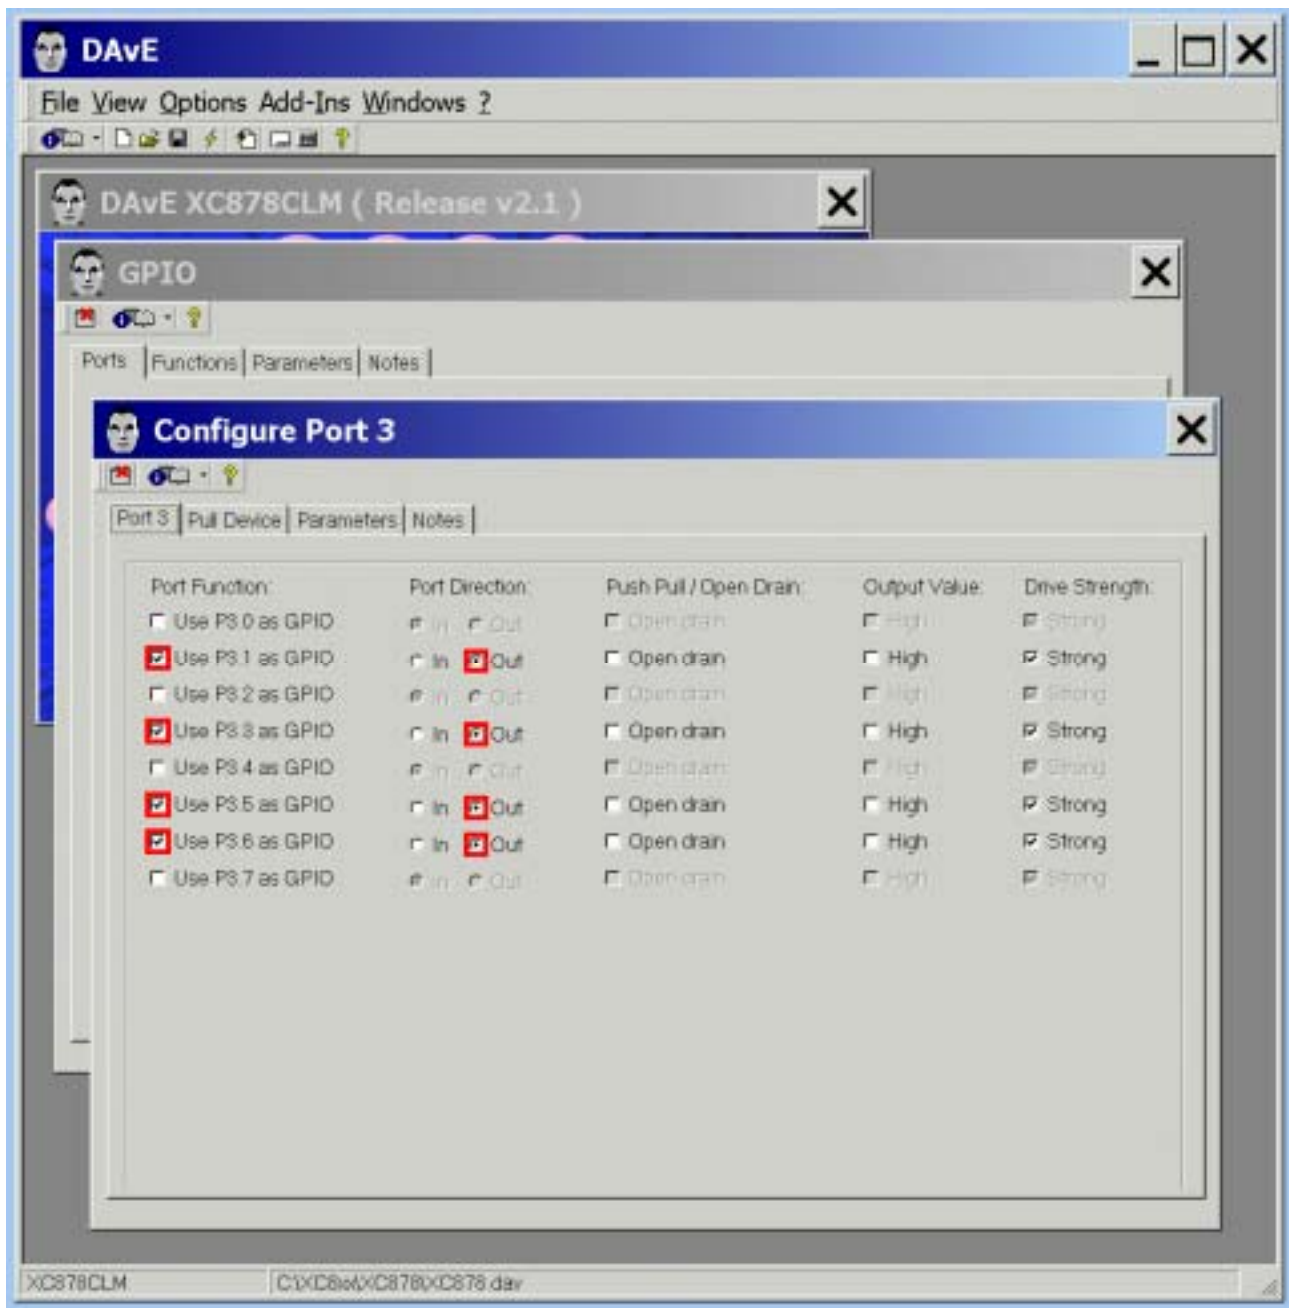 DAvE
File View Options Add-Ins Windows ?
DAvE XC878CLM ( Release v2.1 )
GPIO
Ports Functions Parameters Notes
Configure Port 3
Port 3 Pull Device Parameters Notes
Port Function: Port Direction: Push Pull / Open Drain: Output Value: Drive Strength:
Use P3.0 as GPIO In Out Open drain High Strong
Use P3.1 as GPIO In Out Open drain High Strong
Use P3.2 as GPIO In Out Open drain High Strong
Use P3.3 as GPIO In Out Open drain High Strong
Use P3.4 as GPIO In Out Open drain High Strong
Use P3.5 as GPIO In Out Open drain High Strong
Use P3.6 as GPIO In Out Open drain High Strong
Use P3.7 as GPIO In Out Open drain High Strong
XC878CLM